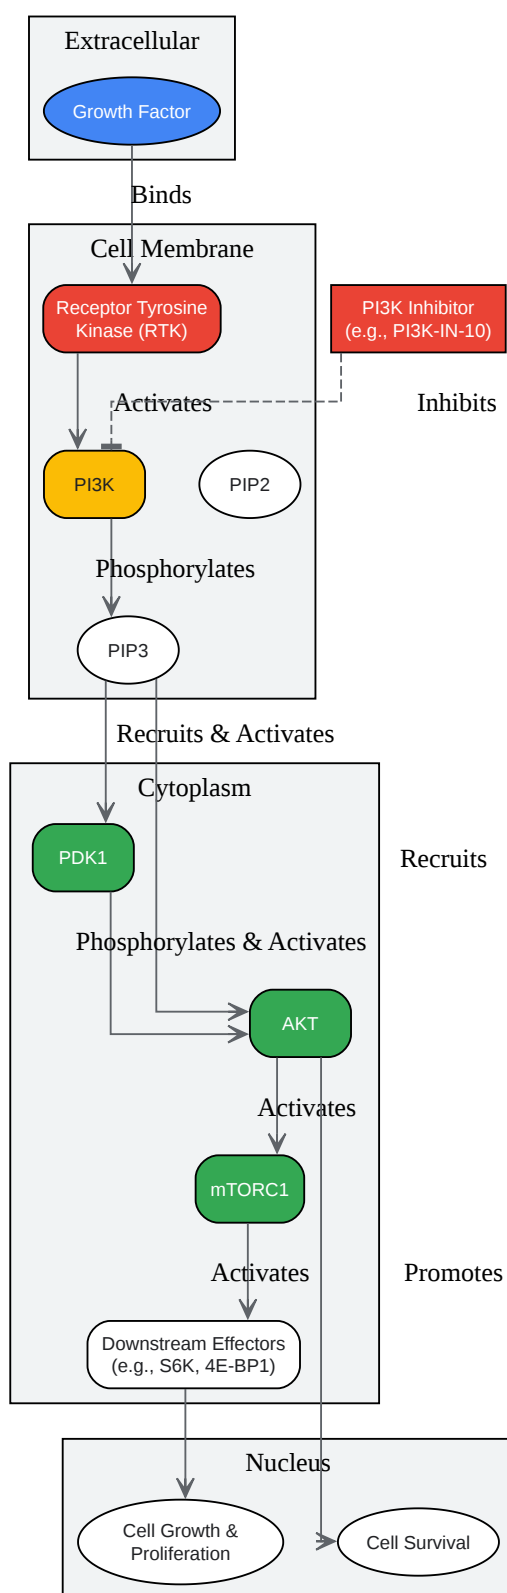 Extracellular
Growth Factor
Binds
Cell Membrane
Receptor Tyrosine
Kinase (RTK)
PI3K Inhibitor
(e.g., PI3K-IN-10)
Activates
Inhibits
PI3K
PIP2
Phosphorylates
PIP3
Recruits & Activates
Cytoplasm
PDK1
Recruits
Phosphorylates & Activates
AKT
Activates
mTORC1
Activates
Promotes
Downstream Effectors
(e.g., S6K, 4E-BP1)
Nucleus
Cell Growth &
Proliferation
Cell Survival